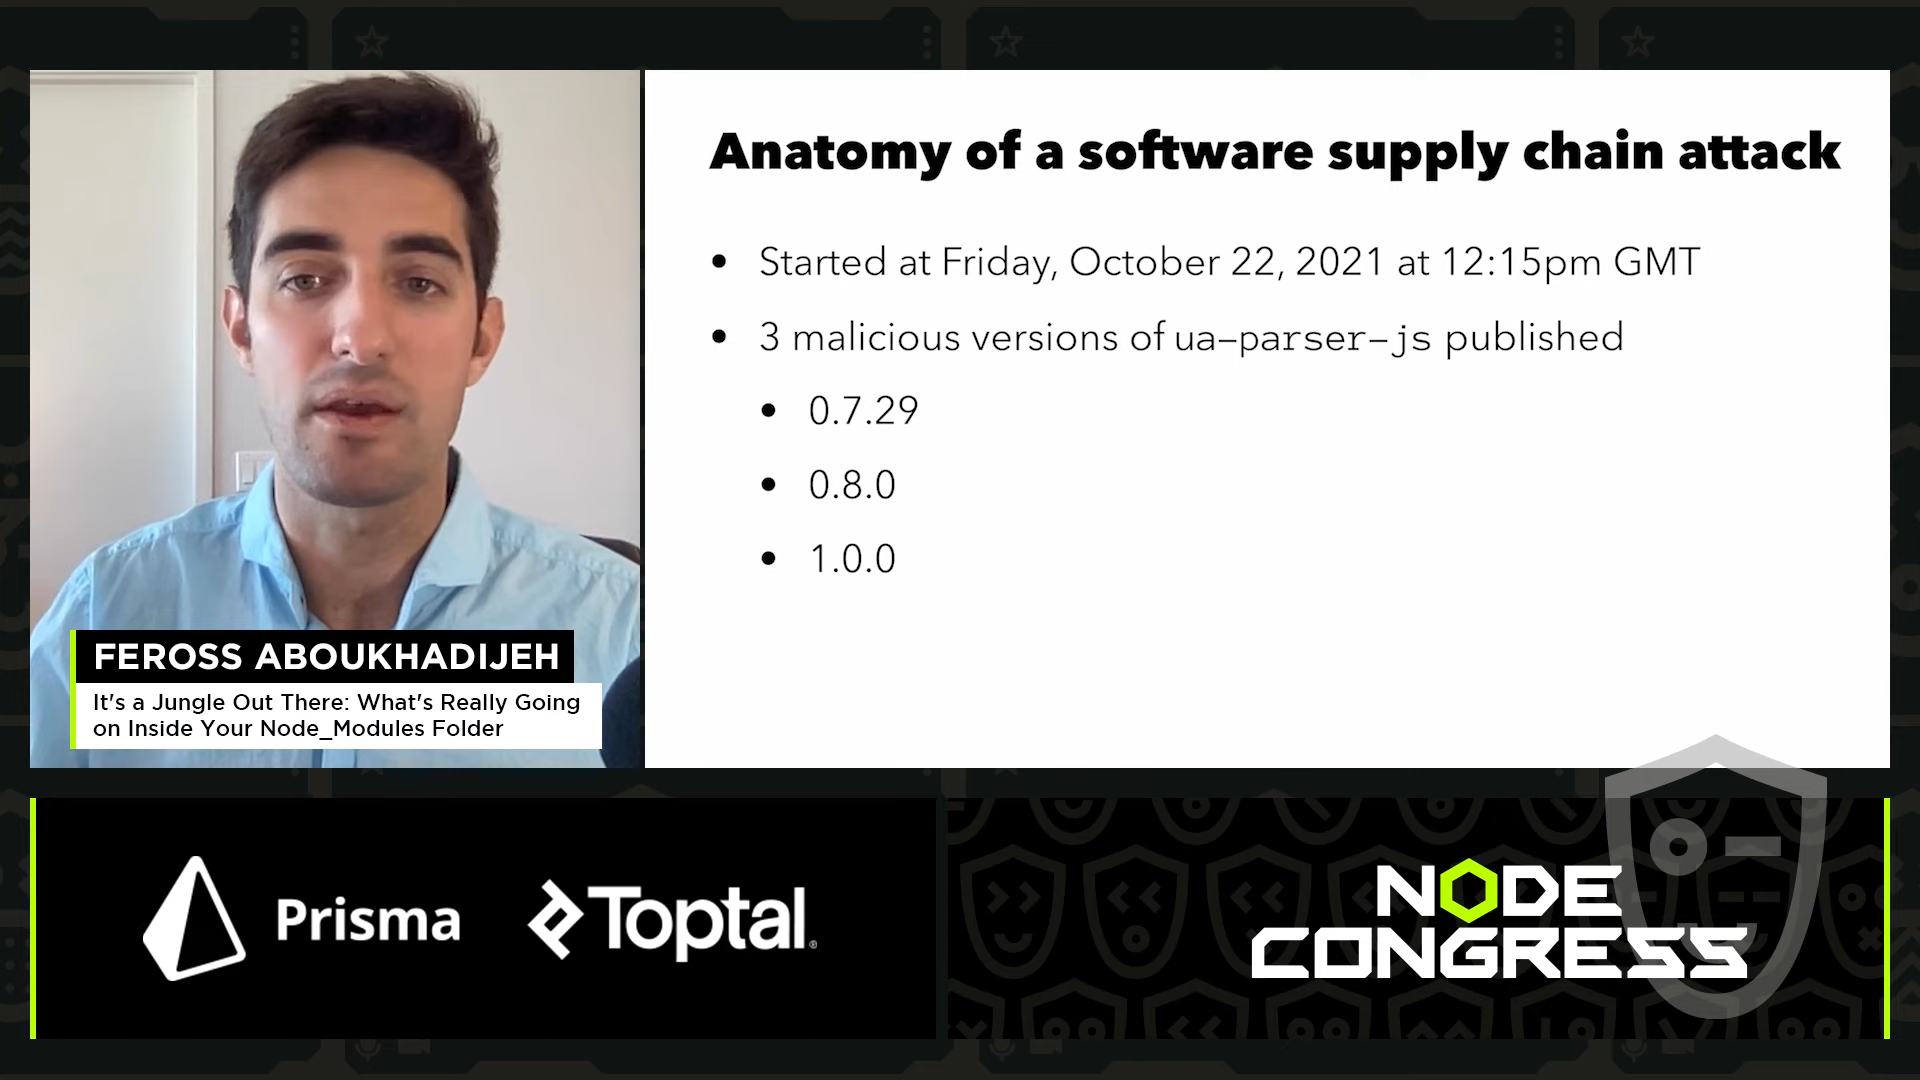 Anatomy of a software supply chain attack
• Started at Friday, October 22, 2021 at 12:15pm GMT
• 3 malicious versions of ua-parser-js published
• 0.7.29
• 0.8.0
• 1.0.0
FEROSS ABOUKHADIJEH
It's a Jungle Out There: What's Really Going
on Inside Your Node_Modules Folder
Prisma
Toptal®
NODE
CONGRESS